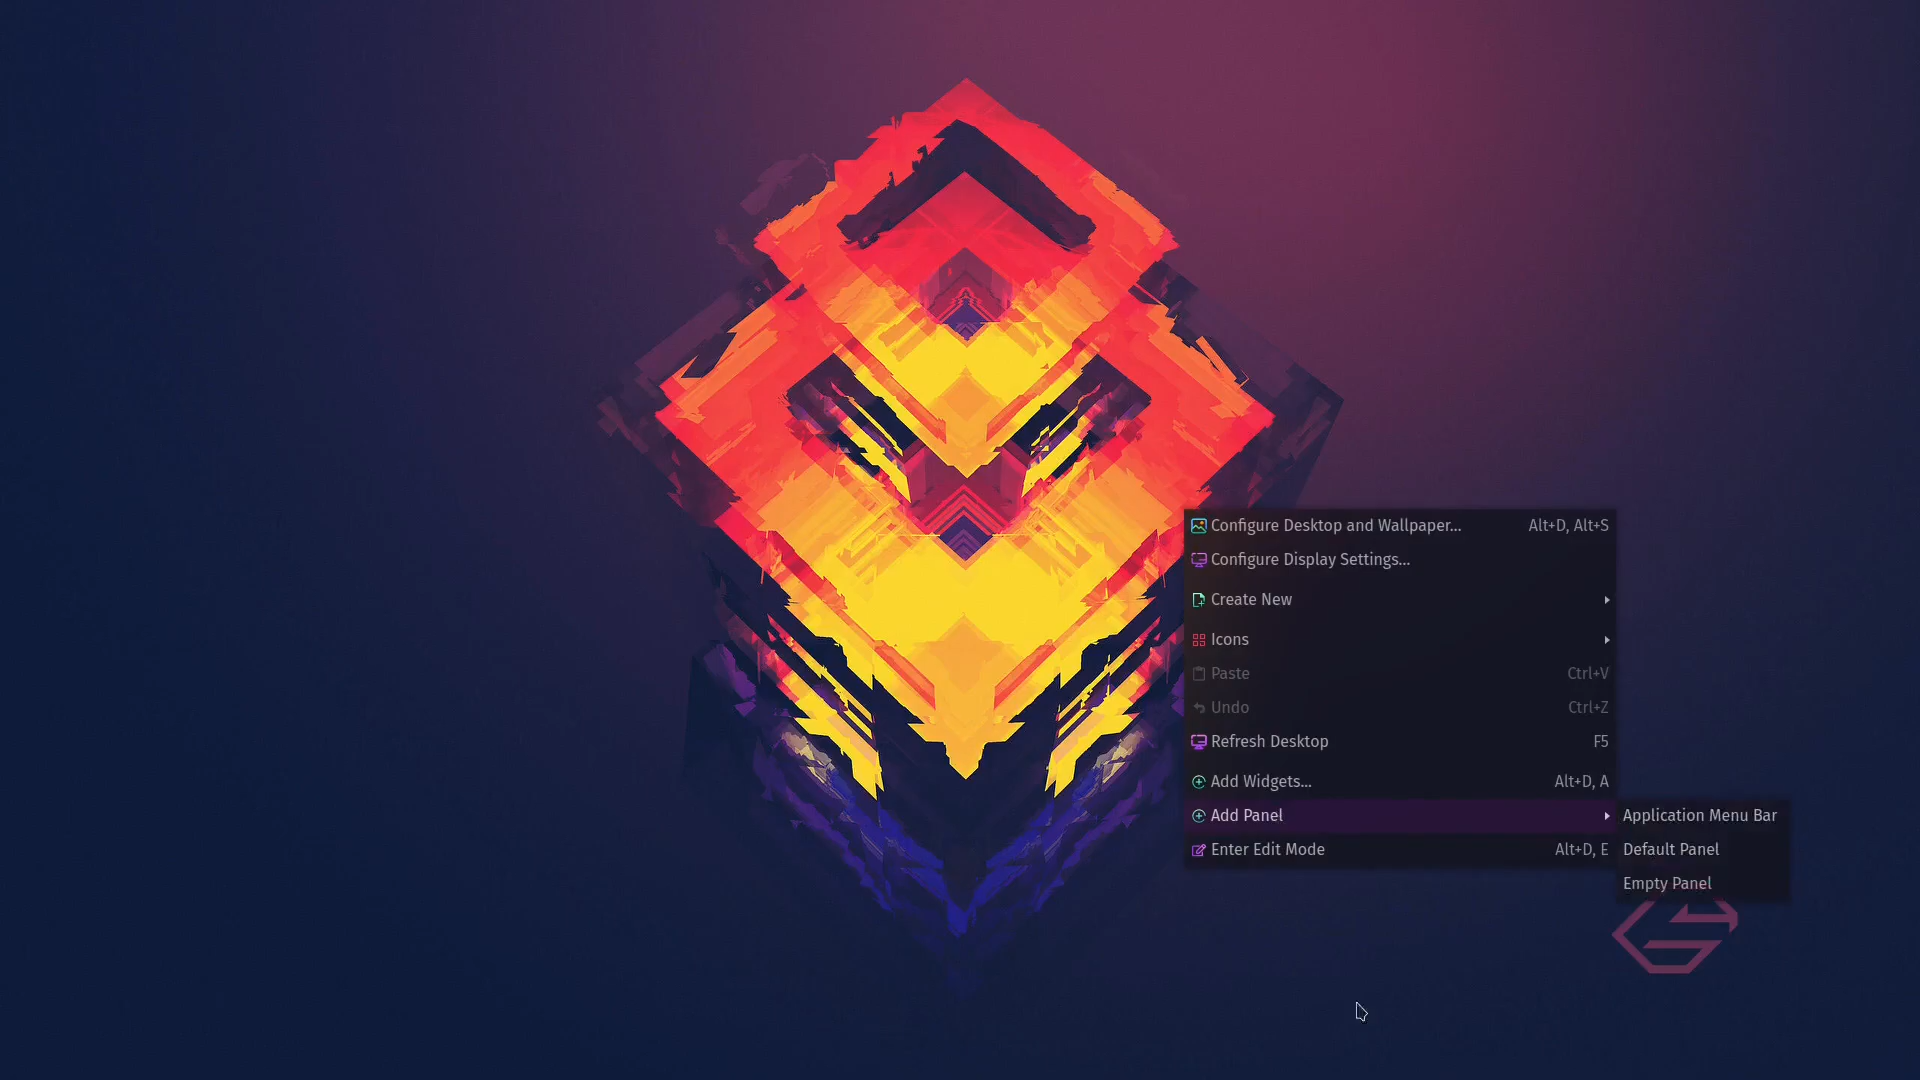 Configure Desktop and Wallpaper... Alt+D, Alt+S
Configure Display Settings...
Create New
Icons
Paste Ctrl+V
Undo Ctrl+Z
Refresh Desktop F5
Add Widgets... Alt+D, A
Add Panel
Enter Edit Mode Alt+D, E
Application Menu Bar
Default Panel
Empty Panel